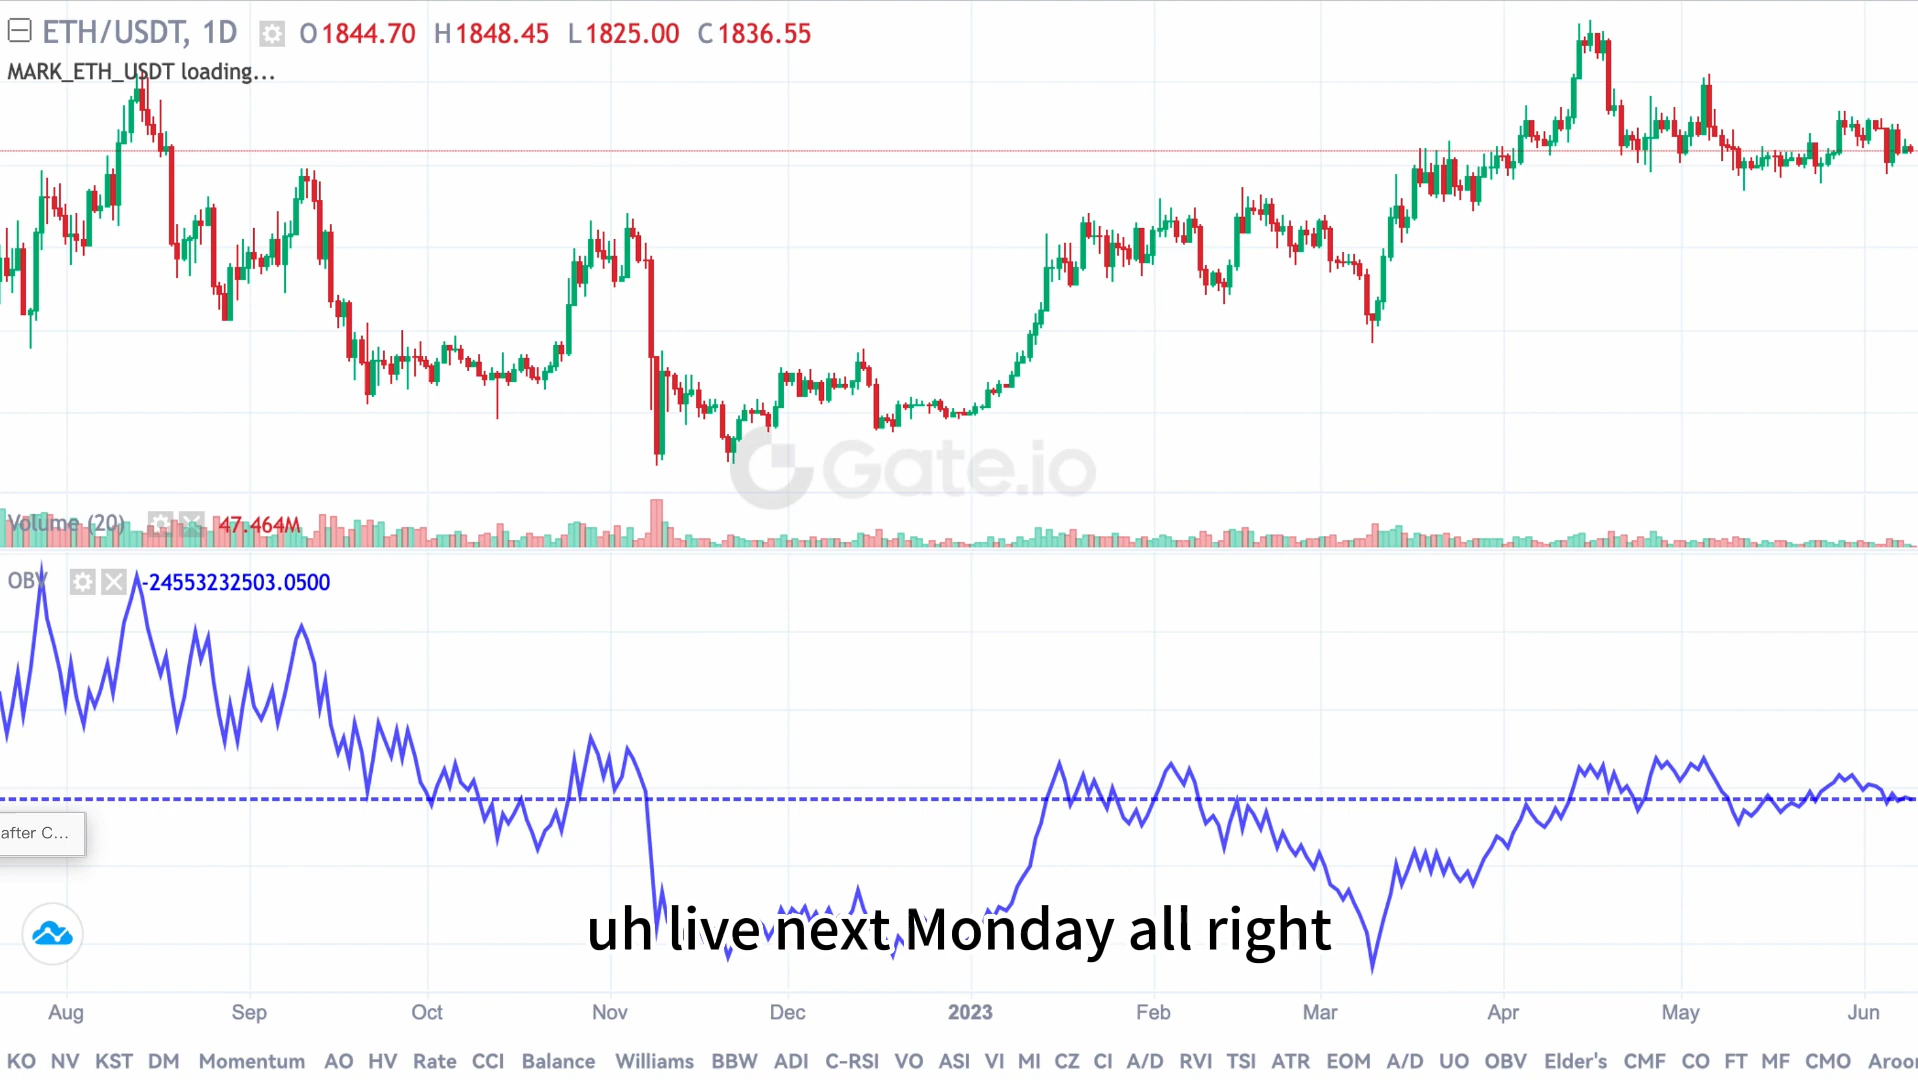 ETH/USDT, 1D O1844.70 H1848.45 L1825.00 C1836.55
MARK_ETH_USDT loading...
Gate.io
Volume (20) 47.464M
OBV -24553232503.0500
after C...
uh live next Monday all right
Aug Sep Oct Nov Dec 2023 Feb Mar Apr May Jun
KO NV KST DM Momentum AO HV Rate CCI Balance Williams BBW ADI C-RSI VO ASI VI MI CZ CI A/D RVI TSI ATR EOM A/D UO OBV Elder's CMF CO FT MF CMO Aroon